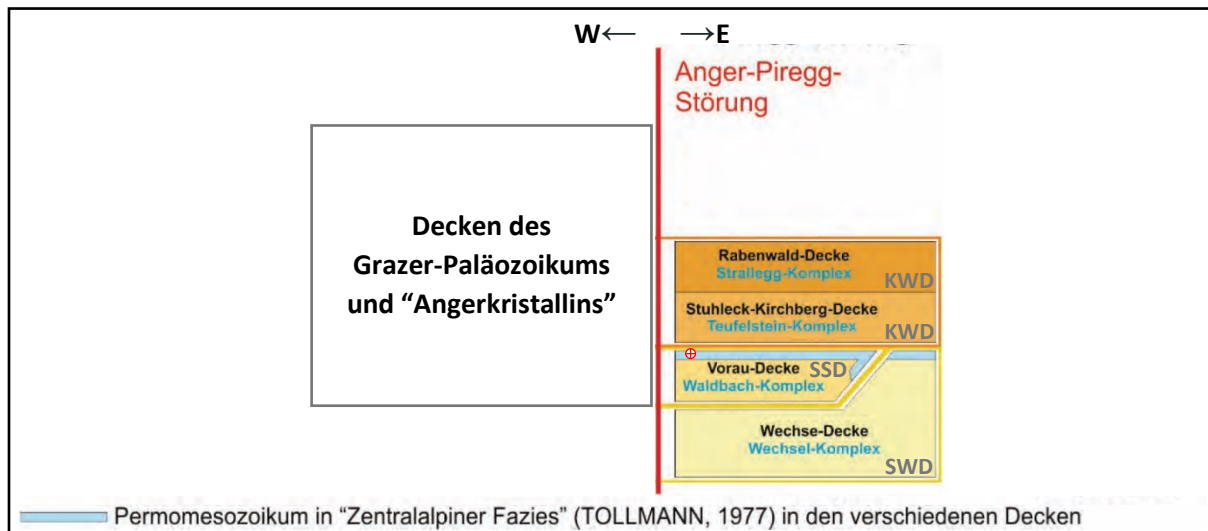 W← →E
Anger-Piregg-
Störung
Decken des
Grazer-Paläozoikums
und “Angerkristallins”
Rabenwald-Decke
Strallegg-Komplex
KWD
Stuhleck-Kirchberg-Decke
Teufelstein-Komplex
KWD
Vorau-Decke
SSD
Waldbach-Komplex
Wechse-Decke
Wechsel-Komplex
SWD
Permomesozoikum in “Zentralalpiner Fazies” (TOLLMANN, 1977) in den verschiedenen Decken